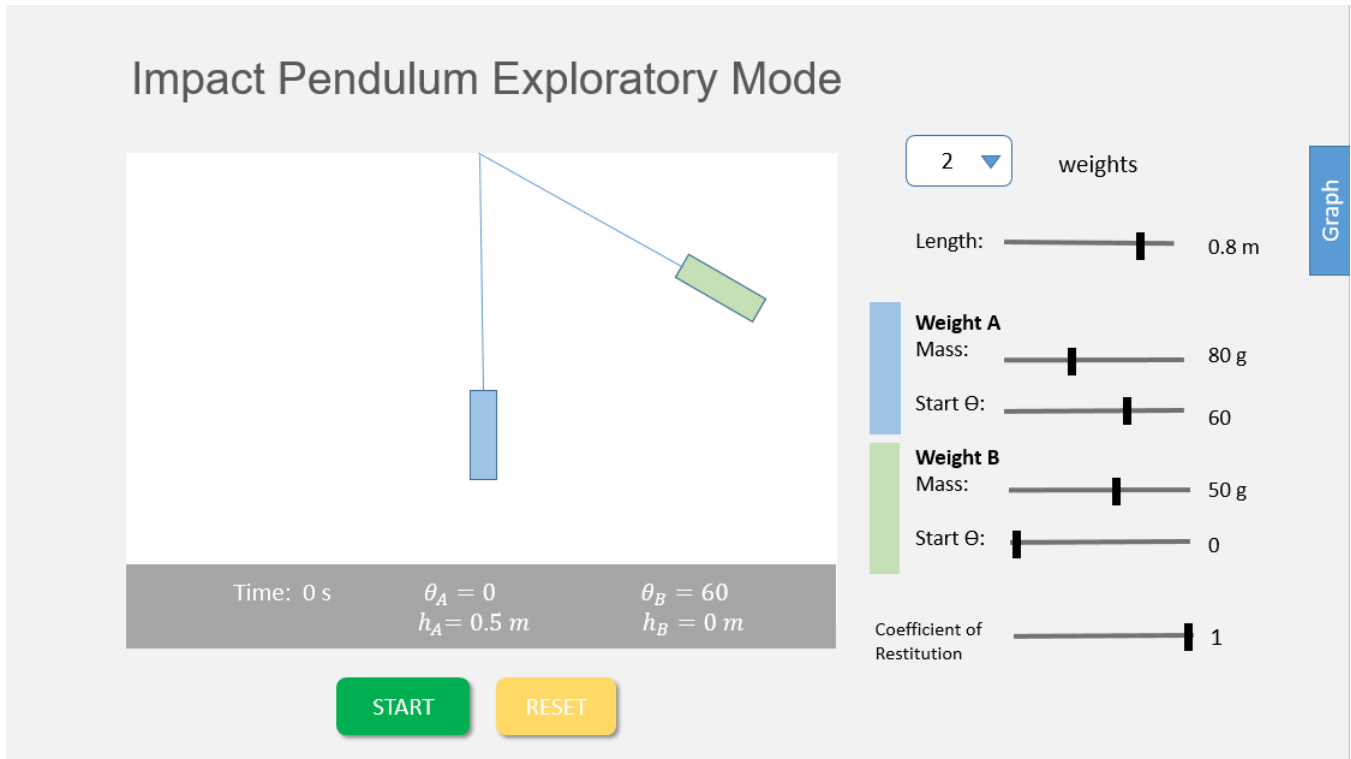 Impact Pendulum Exploratory Mode
2 weights
Graph
Length: 0.8 m
Weight A
Mass: 80 g
Start ϴ: 60
Weight B
Mass: 50 g
Start ϴ: 0
Coefficient of
Restitution 1
Time: 0 s θ_A = 0 θ_B = 60
h_A= 0.5 m h_B = 0 m
START RESET